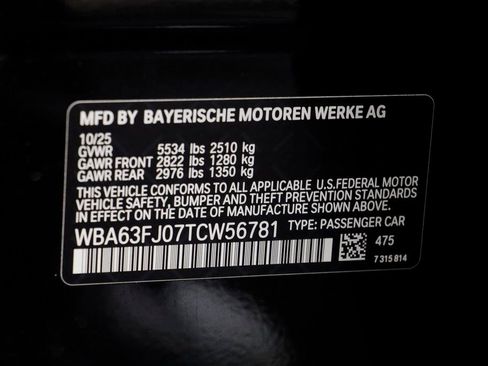 MFD BY BAYERISCHE MOTOREN WERKE AG
10/25
GVWR 5534 lbs 2510 kg
GAWR FRONT 2822 lbs 1280 kg
GAWR REAR 2976 lbs 1350 kg
THIS VEHICLE CONFORMS TO ALL APPLICABLE U.S.FEDERAL MOTOR
VEHICLE SAFETY, BUMPER AND THEFT PREVENTION STANDARDS
IN EFFECT ON THE DATE OF MANUFACTURE SHOWN ABOVE.
WBA63FJ07TCW56781 TYPE: PASSENGER CAR
475
7 315 814